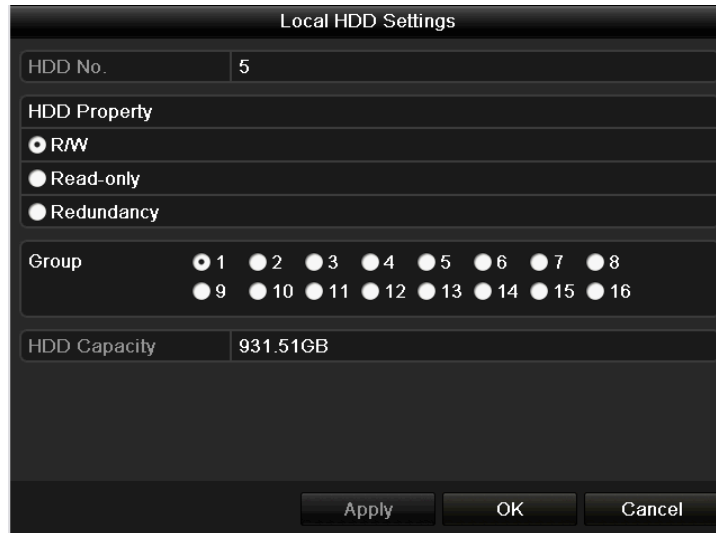 Local HDD Settings
HDD No. 5
HDD Property
R/W
Read-only
Redundancy
Group 1 2 3 4 5 6 7 8
9 10 11 12 13 14 15 16
HDD Capacity 931.51GB
Apply OK Cancel